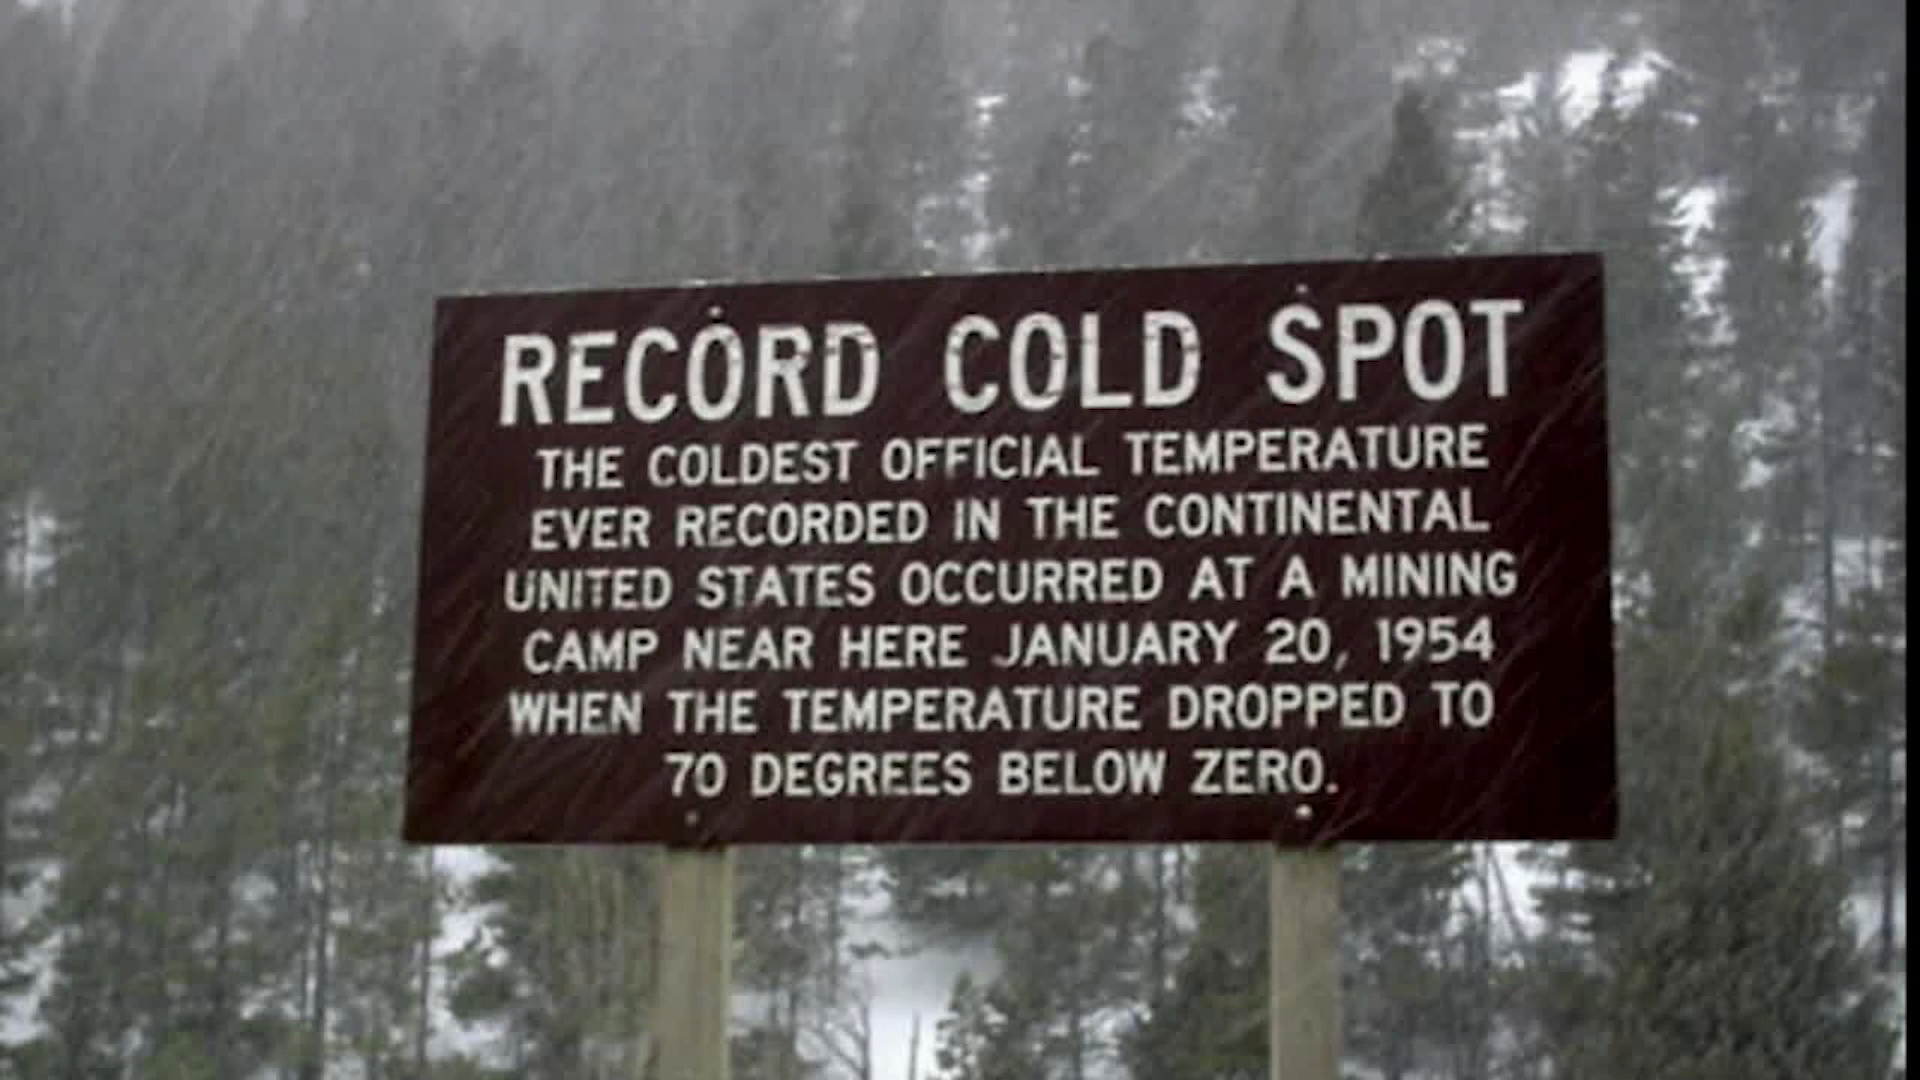 RECORD COLD SPOT
THE COLDEST OFFICIAL TEMPERATURE
EVER RECORDED IN THE CONTINENTAL
UNITED STATES OCCURRED AT A MINING
CAMP NEAR HERE JANUARY 20, 1954
WHEN THE TEMPERATURE DROPPED TO
70 DEGREES BELOW ZERO.